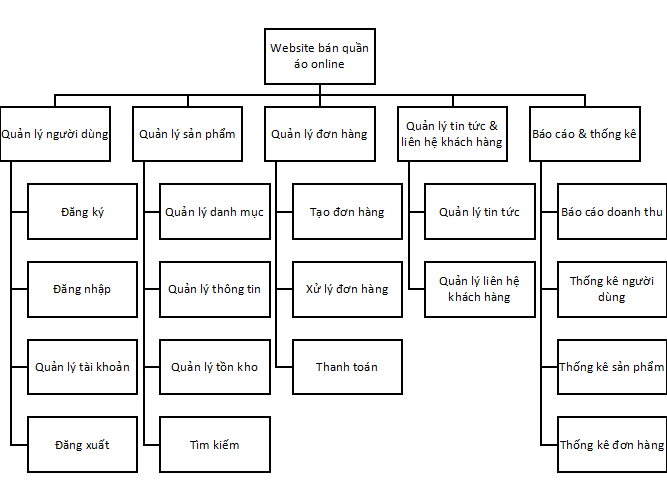 Website bán quần
áo online
Quản lý người dùng
Quản lý sản phẩm
Quản lý đơn hàng
Quản lý tin tức &
liên hệ khách hàng
Báo cáo & thống kê
Đăng ký
Quản lý danh mục
Tạo đơn hàng
Quản lý tin tức
Báo cáo doanh thu
Đăng nhập
Quản lý thông tin
Xử lý đơn hàng
Quản lý liên hệ
khách hàng
Thống kê người
dùng
Quản lý tài khoản
Quản lý tồn kho
Thanh toán
Thống kê sản phẩm
Đăng xuất
Tìm kiếm
Thống kê đơn hàng